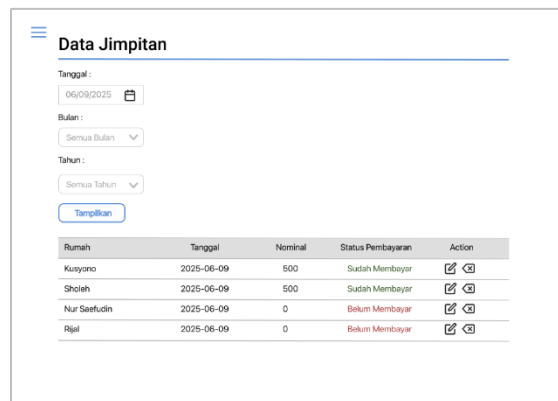 Data Jimpitan
Tanggal :
06/09/2025
Bulan :
Semua Bulan
Tahun :
Semua Tahun
Tampilkan
Rumah Tanggal Nominal Status Pembayaran Action
Kusyono 2025-06-09 500 Sudah Membayar
Sholeh 2025-06-09 500 Sudah Membayar
Nur Saefudin 2025-06-09 0 Belum Membayar
Rijal 2025-06-09 0 Belum Membayar